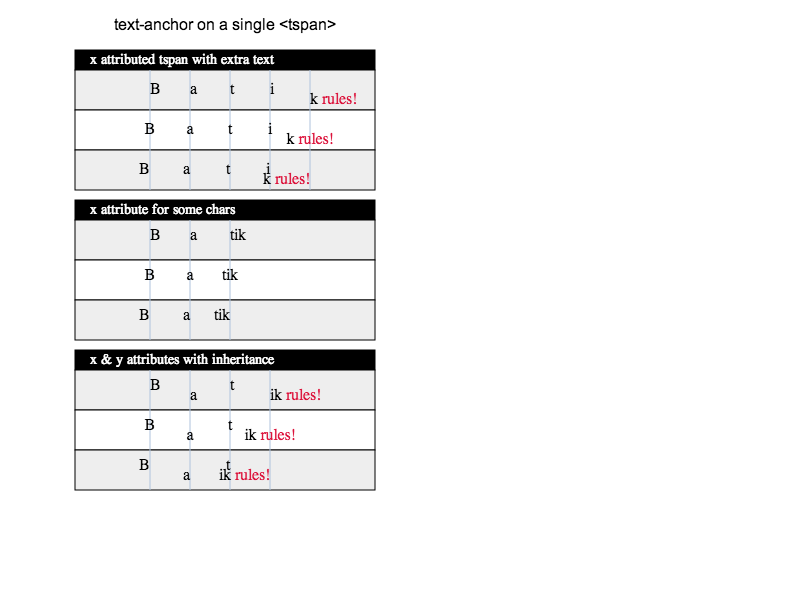 text-anchor on a single <tspan>
x attributed tspan with extra text
B a t i k rules!
B a t i k rules!
B a t i k rules!
x attribute for some chars
B a tik
B a tik
B a tik
x & y attributes with inheritance
B a t ik rules!
B a t ik rules!
B a t ik rules!